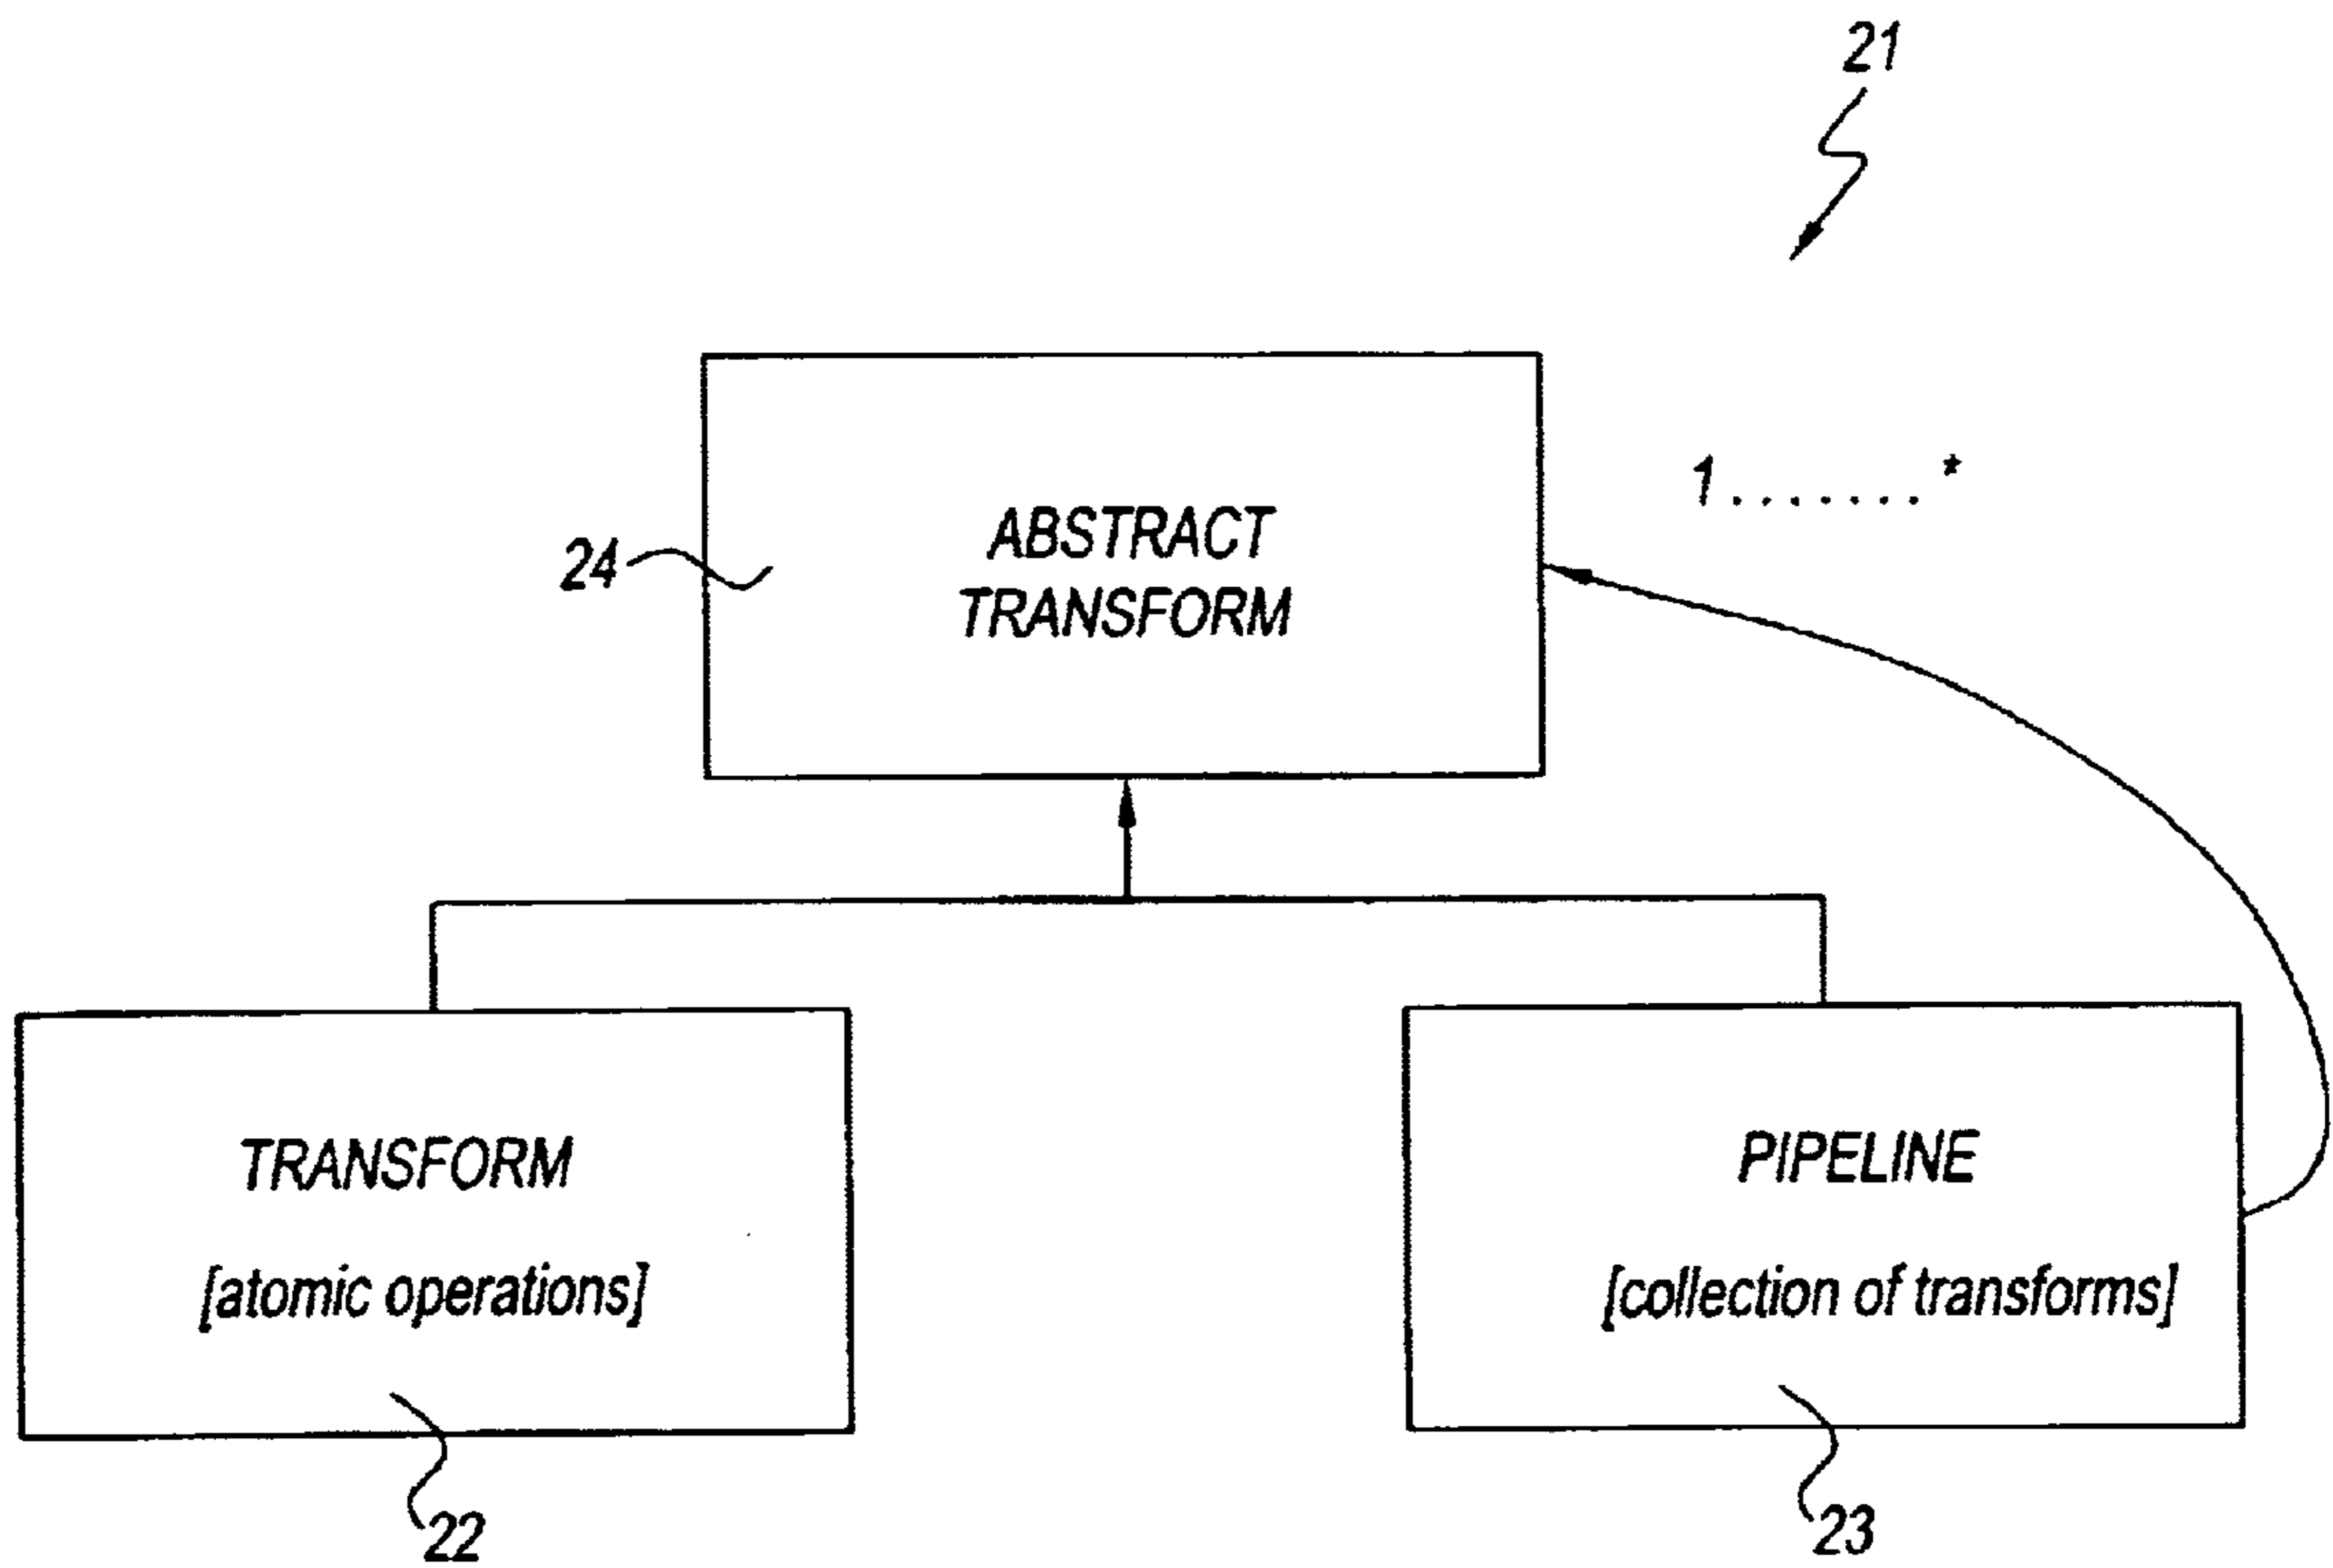 21
1.......*
ABSTRACT
TRANSFORM
24
TRANSFORM
[atomic operations]
PIPELINE
[collection of transforms]
22
23